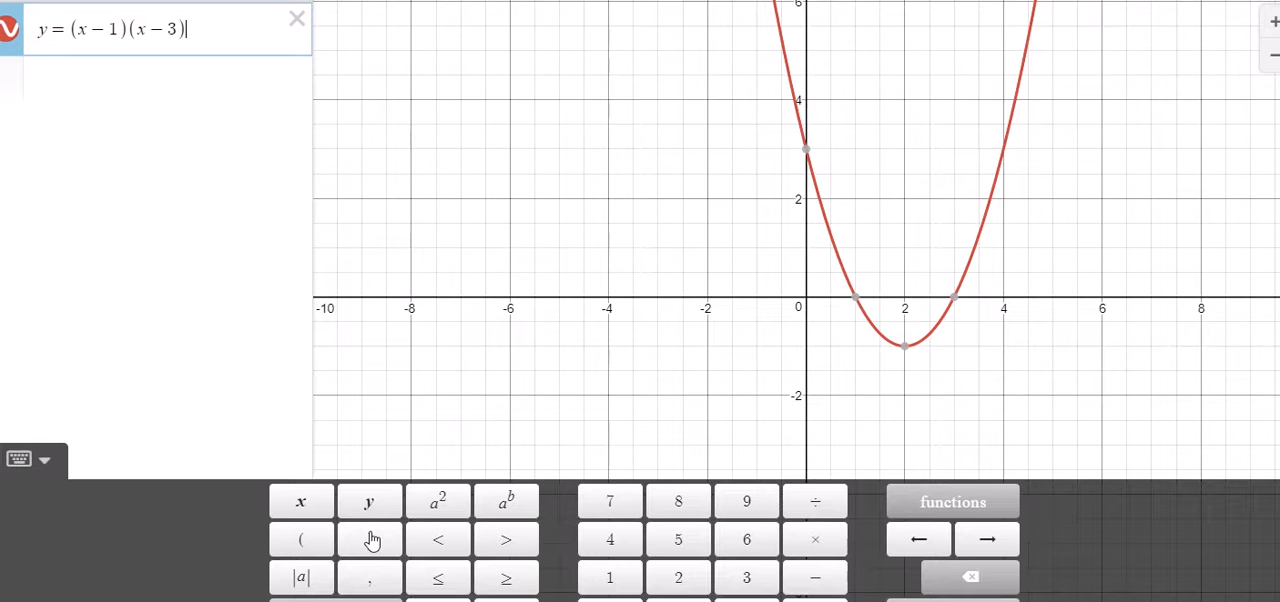 y = (x − 1)(x − 3)
6
4
2
-10 -8 -6 -4 -2 0 2 4 6 8
-2
x y a² aᵇ 7 8 9 ÷ functions
( < > 4 5 6 × ← →
|a| , ≤ ≥ 1 2 3 −